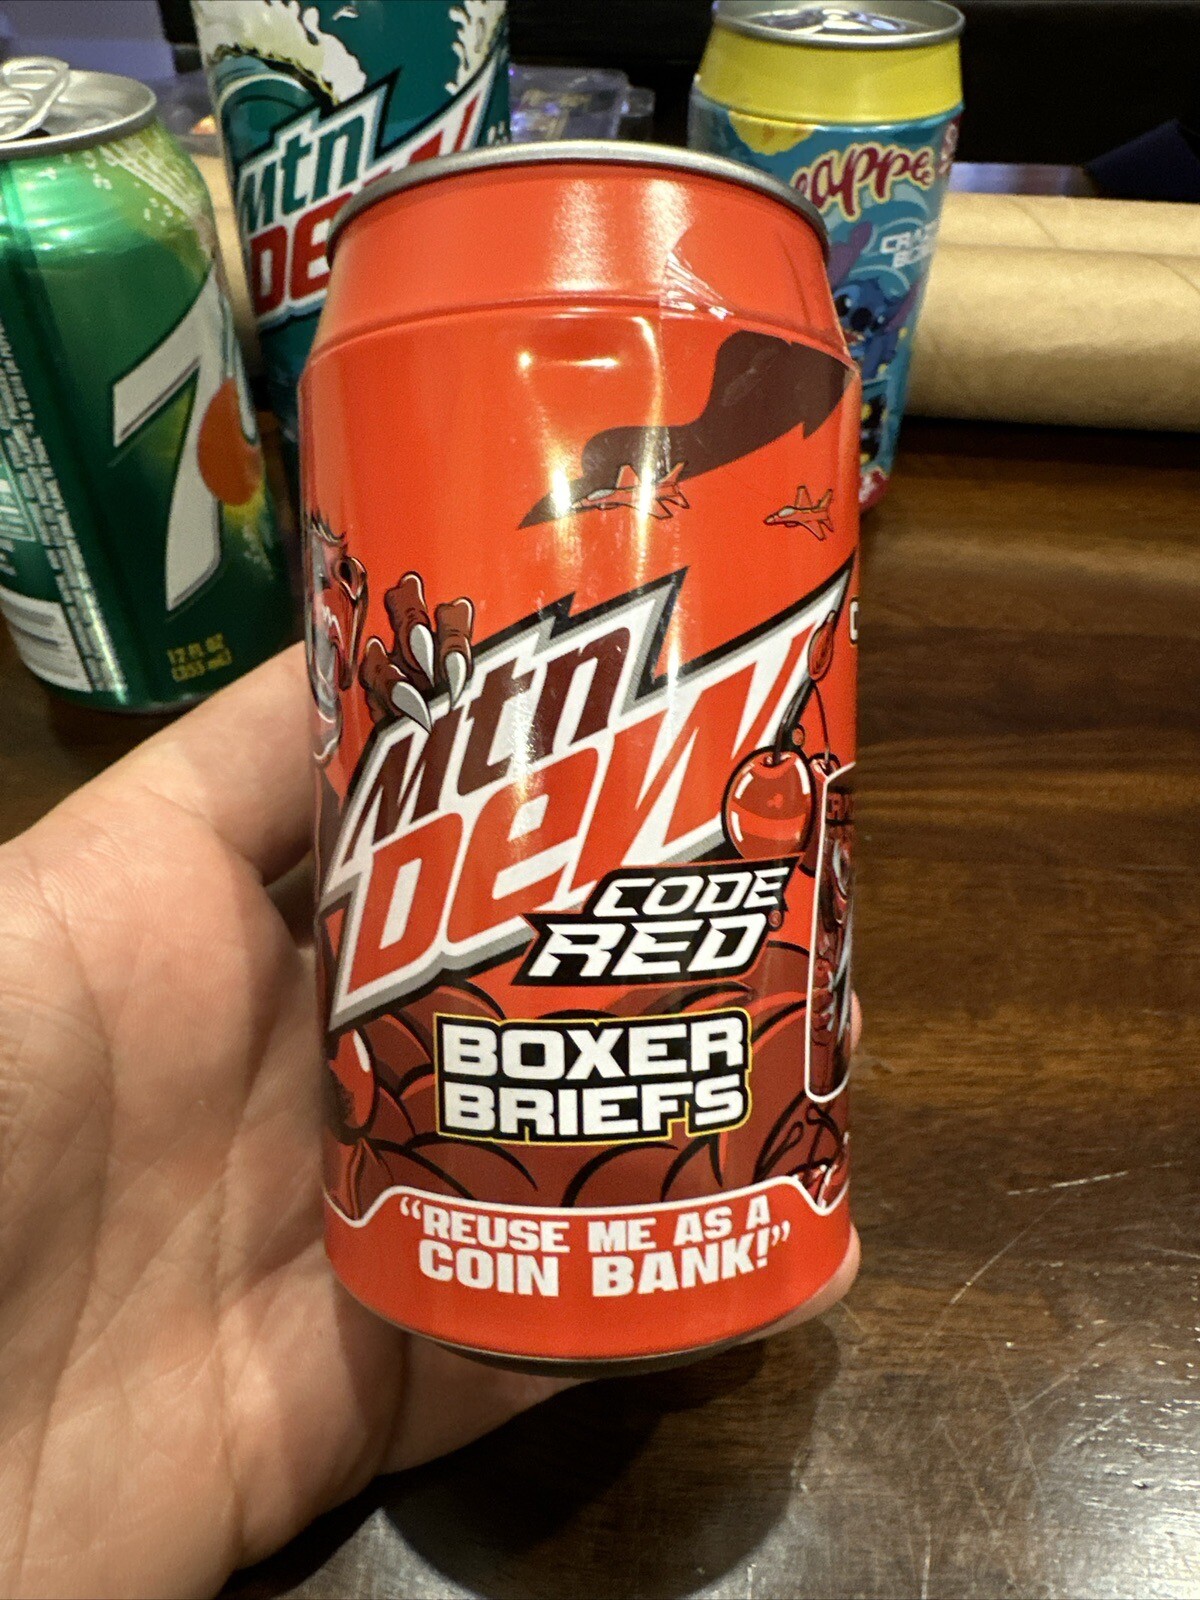 mtn
DEW
CODE
RED®
BOXER
BRIEFS
"REUSE ME AS A
COIN BANK!"
mtn
DEW
7
12 FL OZ
(355 mL)